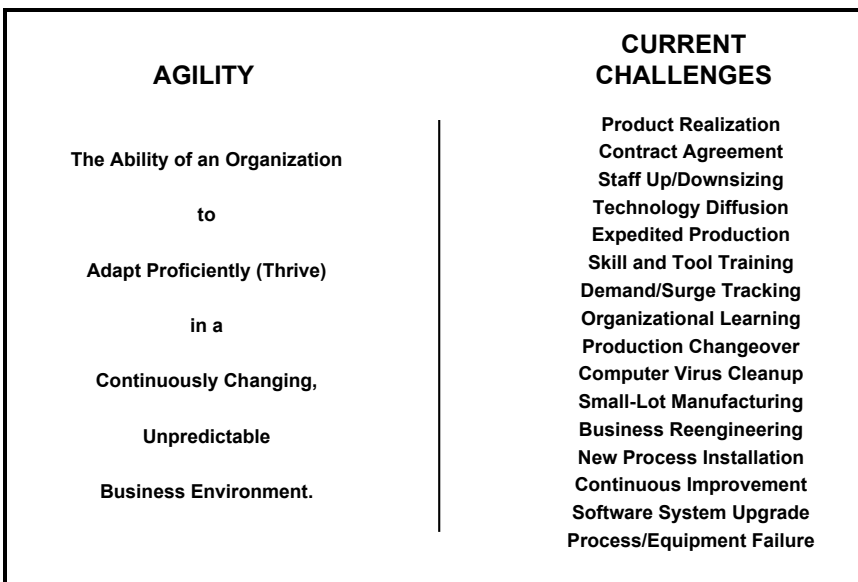 AGILITY
The Ability of an Organization
to
Adapt Proficiently (Thrive)
in a
Continuously Changing,
Unpredictable
Business Environment.
CURRENT
CHALLENGES
Product Realization
Contract Agreement
Staff Up/Downsizing
Technology Diffusion
Expedited Production
Skill and Tool Training
Demand/Surge Tracking
Organizational Learning
Production Changeover
Computer Virus Cleanup
Small-Lot Manufacturing
Business Reengineering
New Process Installation
Continuous Improvement
Software System Upgrade
Process/Equipment Failure